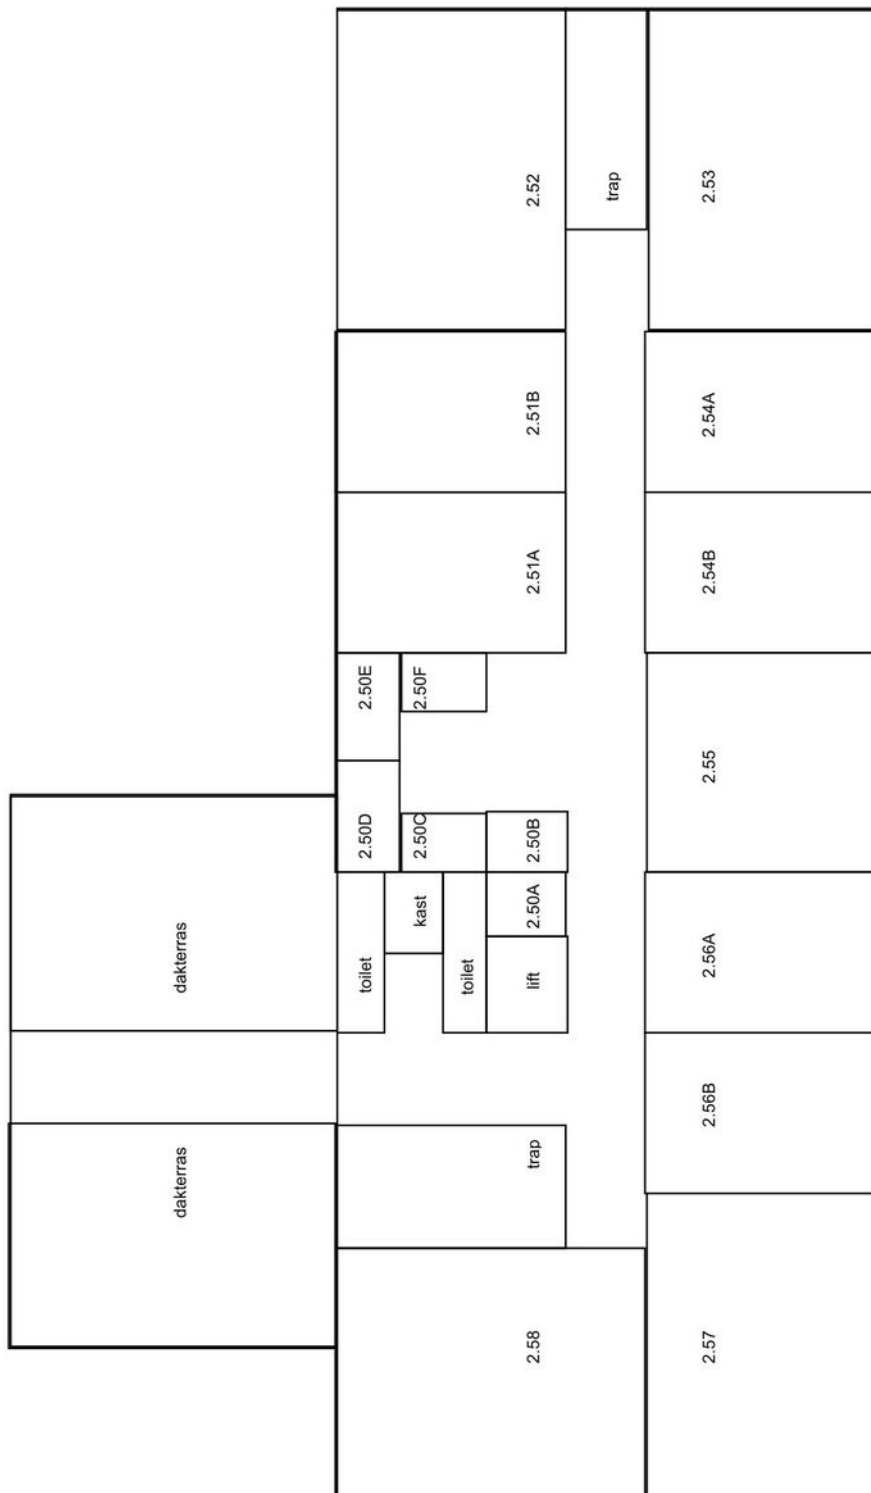 dakterras
dakterras
toilet
2.50D
2.50E
kast
2.50C
2.50F
toilet
2.58
trap
lift
2.50A
2.50B
2.51A
2.51B
2.52
trap
2.57
2.56B
2.56A
2.55
2.54B
2.54A
2.53